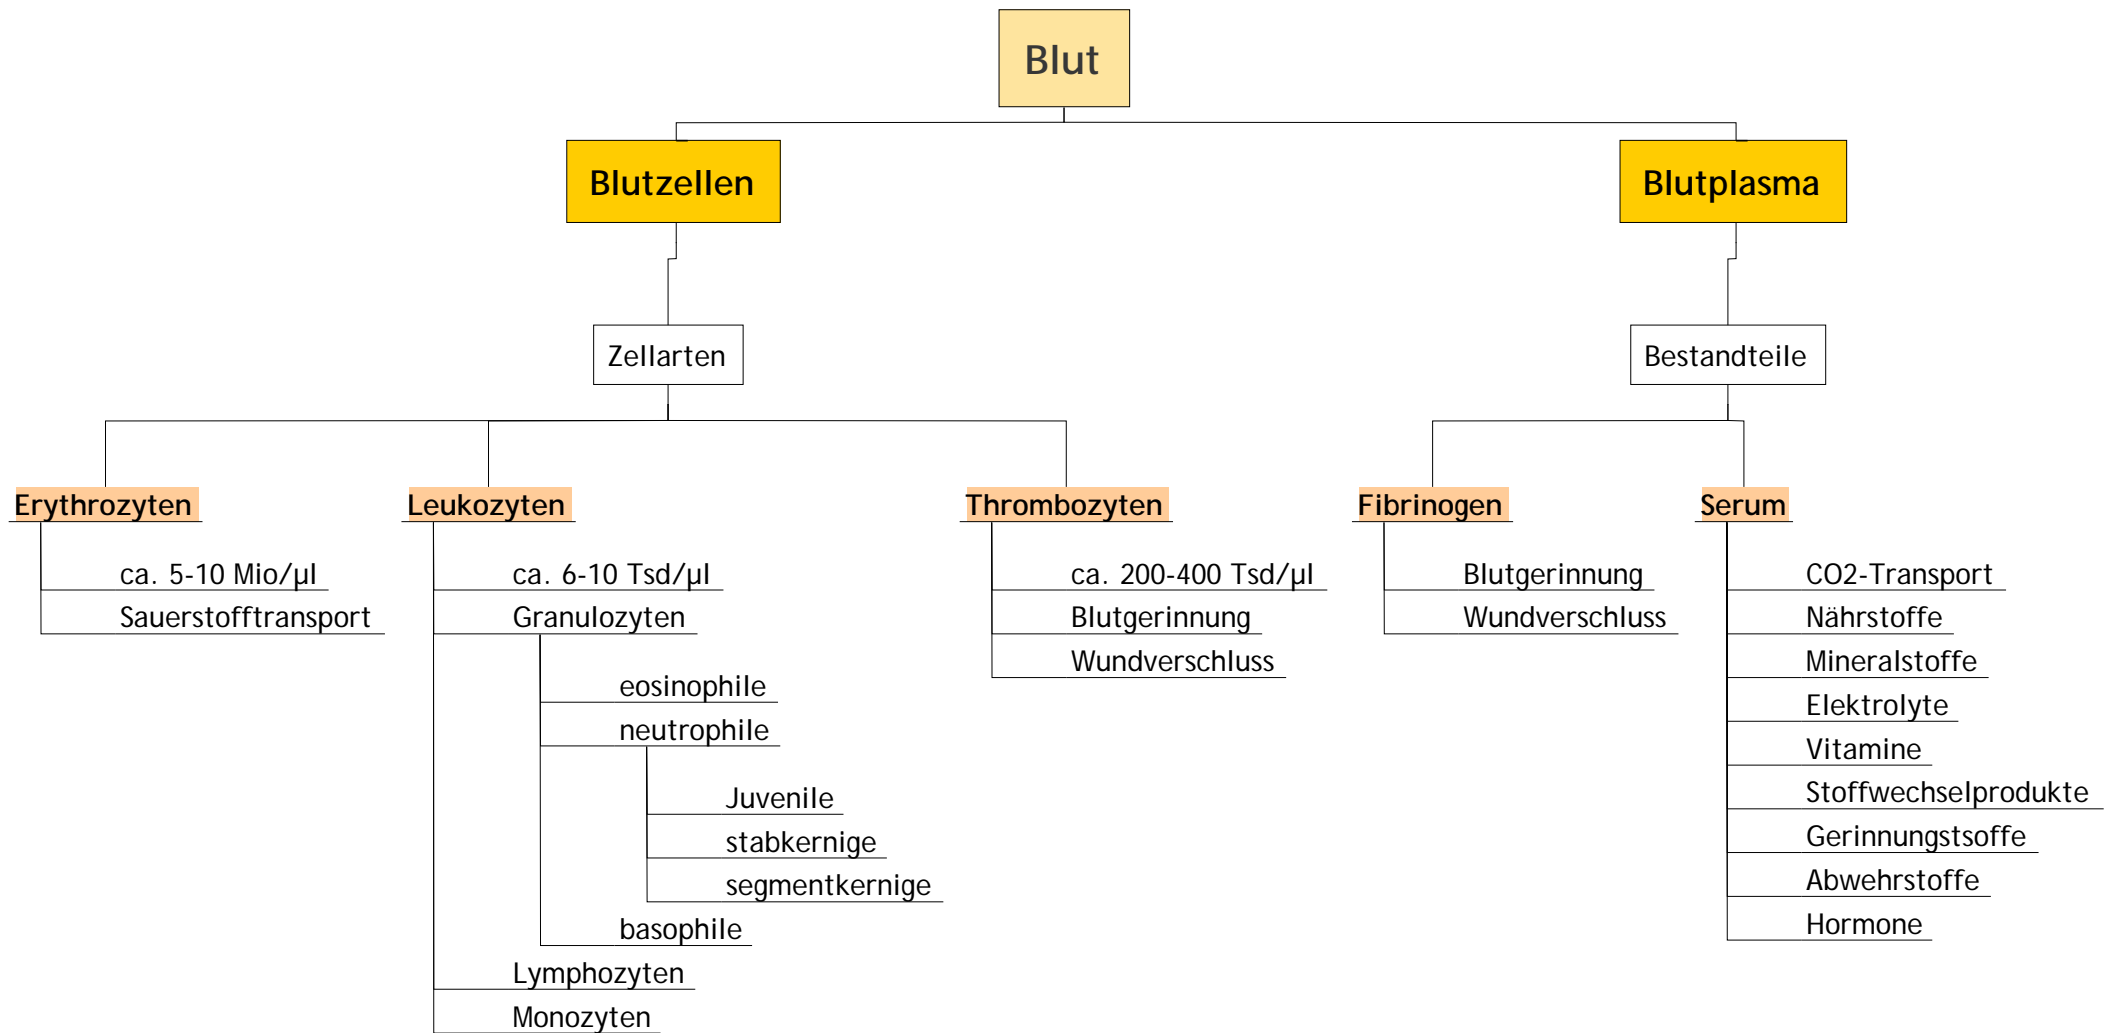 Blut
Blutzellen
Blutplasma
Zellarten
Bestandteile
Erythrozyten
ca. 5-10 Mio/µl
Sauerstofftransport
Leukozyten
ca. 6-10 Tsd/µl
Granulozyten
eosinophile
neutrophile
Juvenile
stabkernige
segmentkernige
basophile
Lymphozyten
Monozyten
Thrombozyten
ca. 200-400 Tsd/µl
Blutgerinnung
Wundverschluss
Fibrinogen
Blutgerinnung
Wundverschluss
Serum
CO2-Transport
Nährstoffe
Mineralstoffe
Elektrolyte
Vitamine
Stoffwechselprodukte
Gerinnungstsoffe
Abwehrstoffe
Hormone